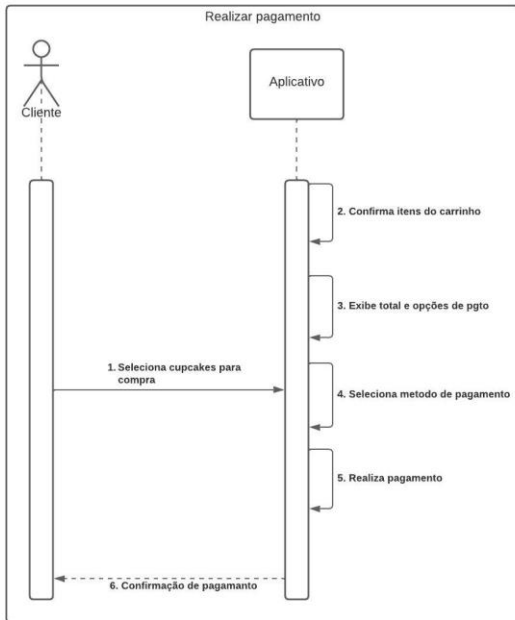 Realizar pagamento
Cliente
Aplicativo
2. Confirma itens do carrinho
3. Exibe total e opções de pgto
1. Seleciona cupcakes para
compra
4. Seleciona metodo de pagamento
5. Realiza pagamento
6. Confirmação de pagamanto